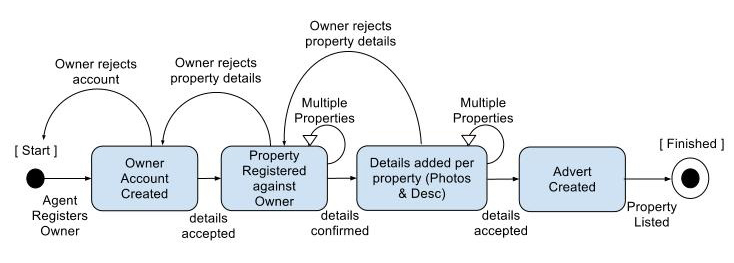 Owner rejects
property details
Owner rejects
account
Owner rejects
property details
Multiple
Properties
Multiple
Properties
[ Start ]
[ Finished ]
Owner
Account
Created
Property
Registered
against
Owner
Details added per
property (Photos
& Desc)
Advert
Created
Agent
Registers
Owner
details
accepted
details
confirmed
details
accepted
Property
Listed